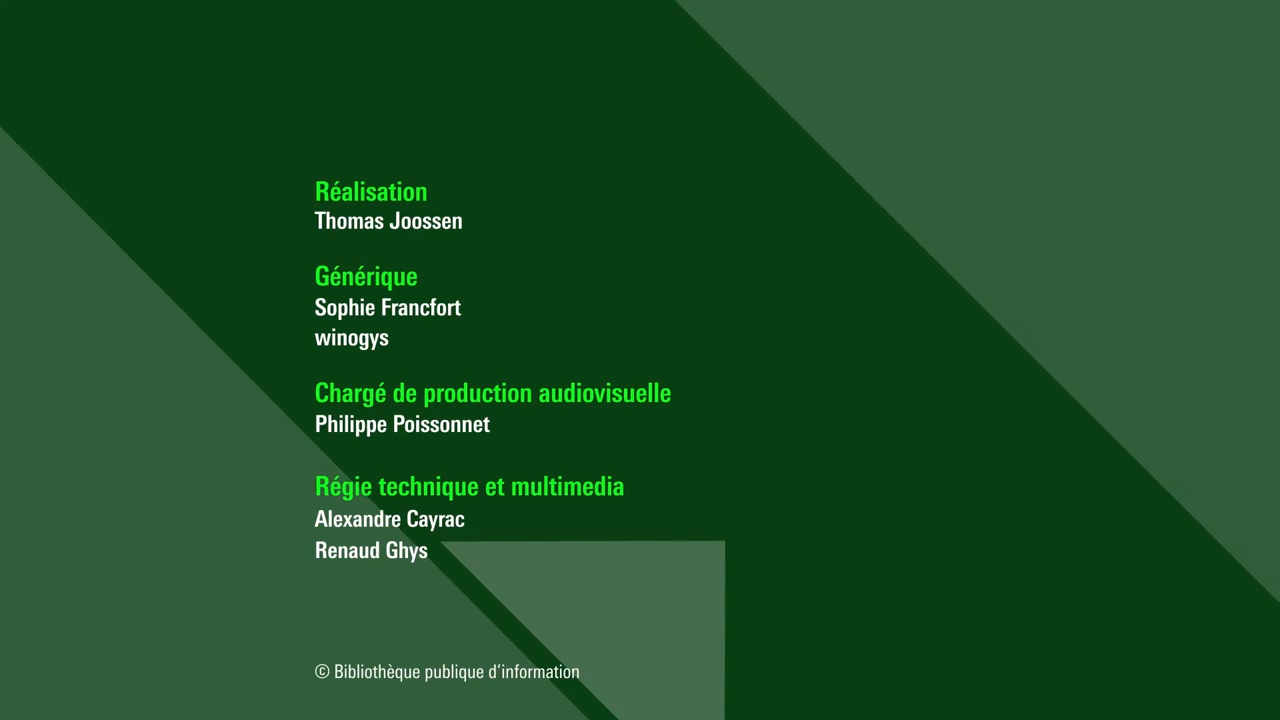 Réalisation
Thomas Joossen
Générique
Sophie Francfort
winogys
Chargé de production audiovisuelle
Philippe Poissonnet
Régie technique et multimedia
Alexandre Cayrac
Renaud Ghys
© Bibliothèque publique d’information